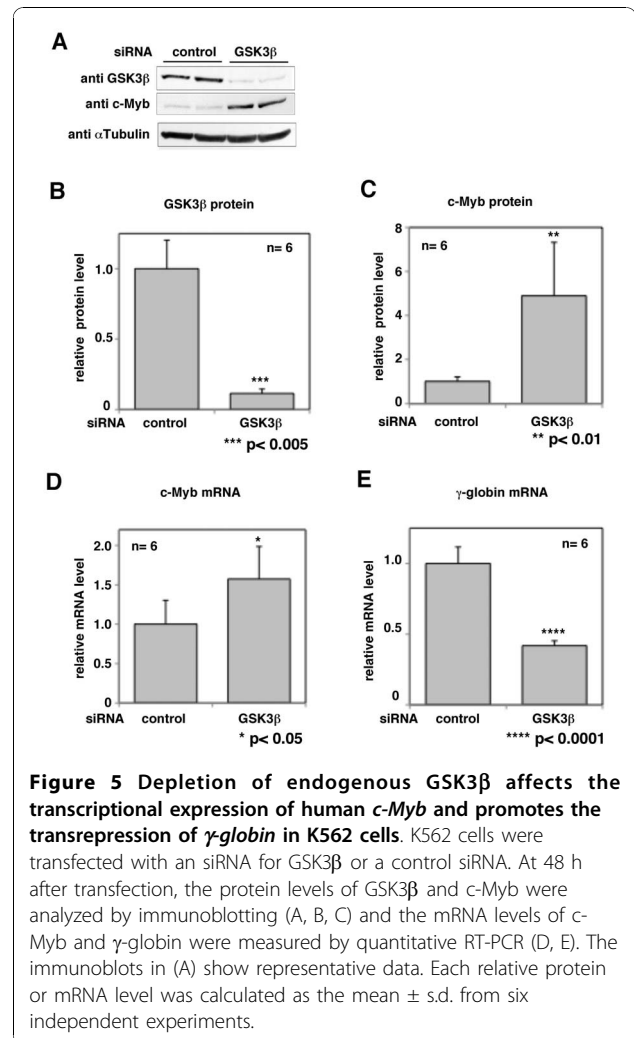 A
siRNA control GSK3β
anti GSK3β
anti c-Myb
anti αTubulin
B
GSK3β protein
n= 6
relative protein level
1.0
0.5
0
***
siRNA control GSK3β
*** p< 0.005
C
c-Myb protein
n= 6
relative protein level
8
6
4
2
0
**
siRNA control GSK3β
** p< 0.01
D
c-Myb mRNA
n= 6
relative mRNA level
2.0
1.5
1.0
0.5
0.0
*
siRNA control GSK3β
* p< 0.05
E
γ-globin mRNA
n= 6
relative mRNA level
1.0
0.5
0
****
siRNA control GSK3β
**** p< 0.0001
Figure 5 Depletion of endogenous GSK3β affects the
transcriptional expression of human c-Myb and promotes the
transrepression of γ-globin in K562 cells. K562 cells were
transfected with an siRNA for GSK3β or a control siRNA. At 48 h
after transfection, the protein levels of GSK3β and c-Myb were
analyzed by immunoblotting (A, B, C) and the mRNA levels of c-
Myb and γ-globin were measured by quantitative RT-PCR (D, E). The
immunoblots in (A) show representative data. Each relative protein
or mRNA level was calculated as the mean ± s.d. from six
independent experiments.